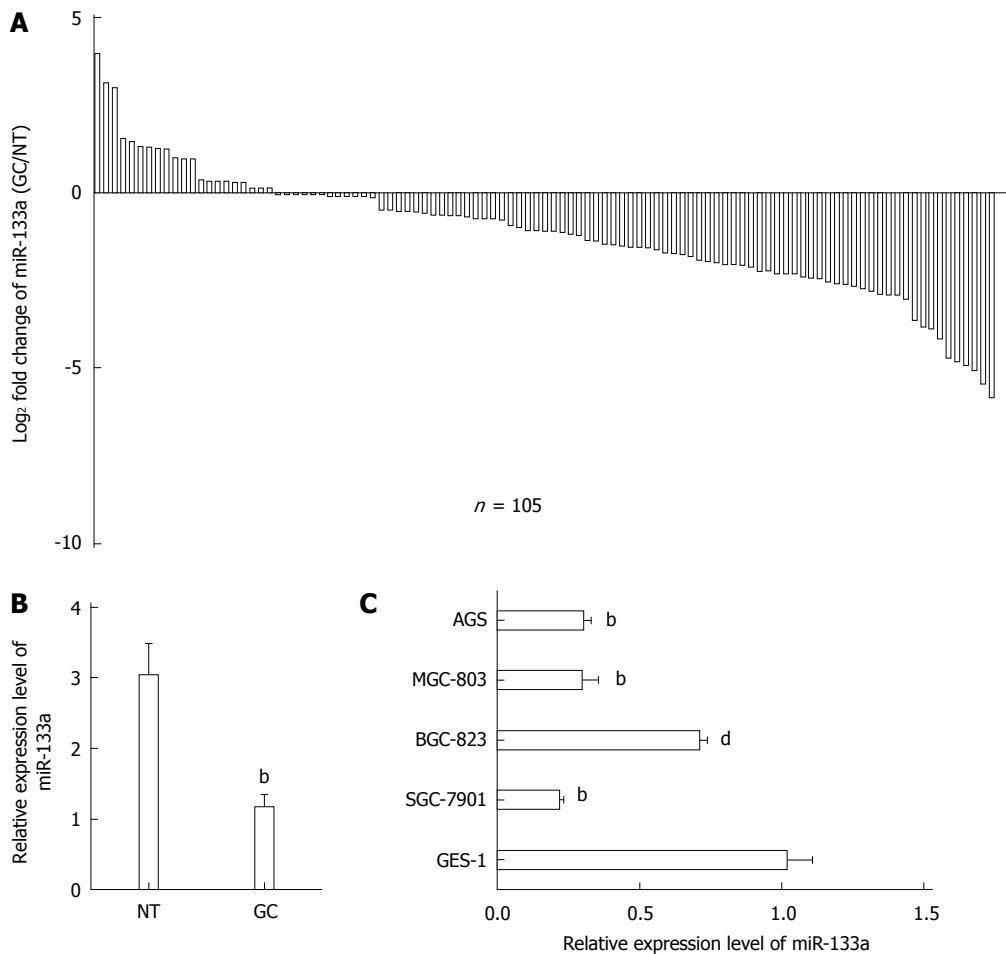 A
5
0
-5
-10
Log₂ fold change of miR-133a (GC/NT)
n = 105
B
4
3
2
1
0
Relative expression level of
miR-133a
b
NT
GC
C
AGS
b
MGC-803
b
BGC-823
d
SGC-7901
b
GES-1
0.0
0.5
1.0
1.5
Relative expression level of miR-133a